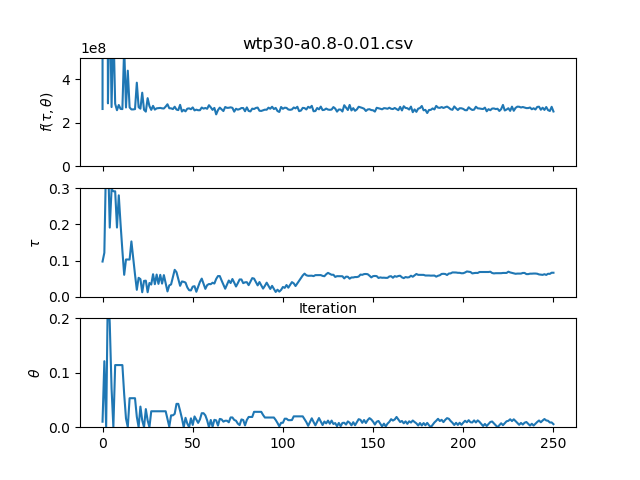 wtp30-a0.8-0.01.csv
1e8
4
2
0
f(τ, θ)
0.3
0.2
0.1
0.0
τ
Iteration
0.2
0.1
0.0
θ
0 50 100 150 200 250